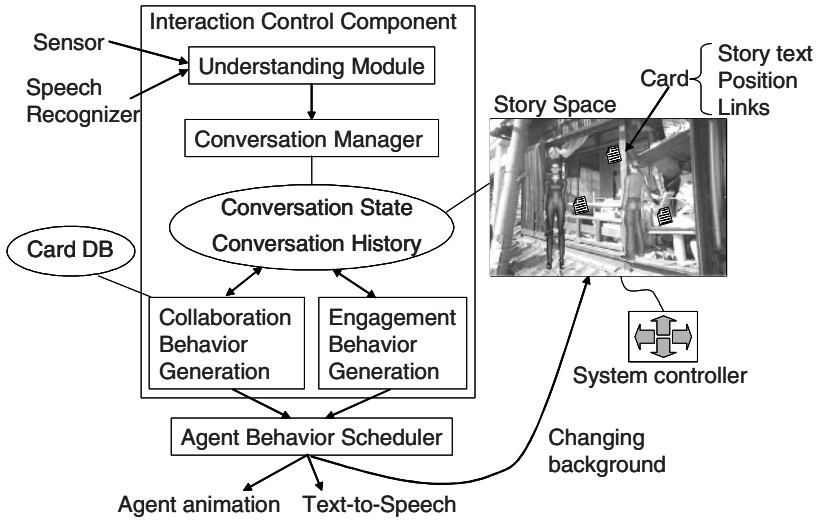 Interaction Control Component
Sensor
Speech
Recognizer
Understanding Module
Conversation Manager
Conversation State
Conversation History
Card DB
Collaboration
Behavior
Generation
Engagement
Behavior
Generation
Agent Behavior Scheduler
Agent animation
Text-to-Speech
Story Space
Card
Story text
Position
Links
System controller
Changing
background